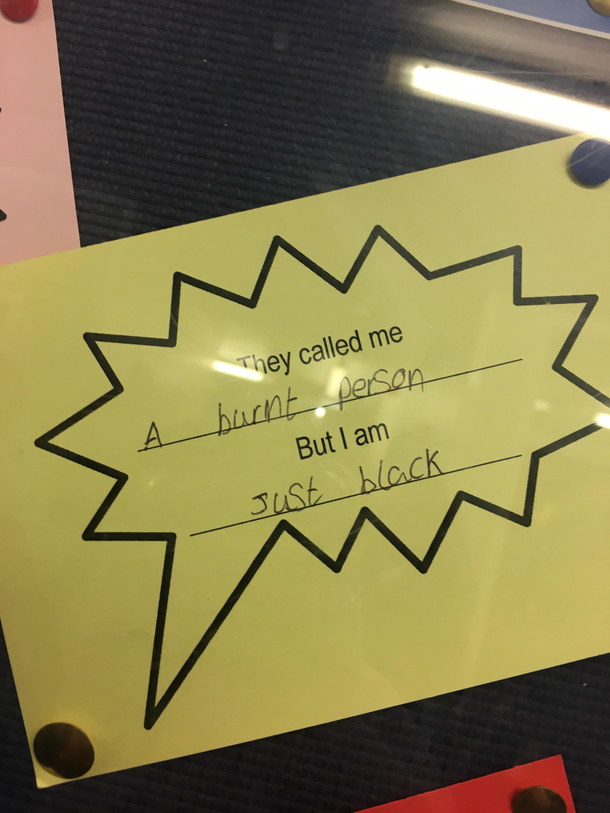 They called me
A burnt person
But I am
Just black